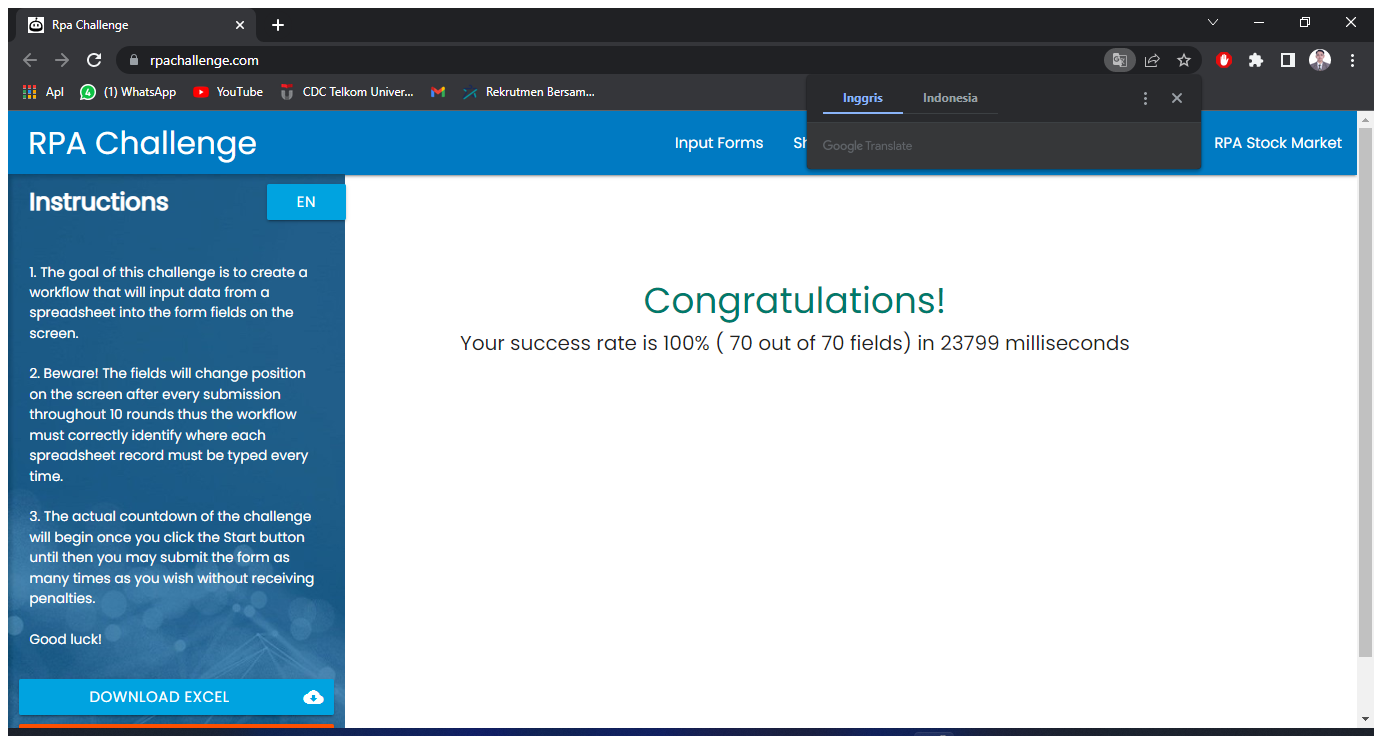 Rpa Challenge
rpachallenge.com
Apl
(1) WhatsApp
YouTube
CDC Telkom Univer...
Rekrutmen Bersam...
Inggris
Indonesia
Google Translate
RPA Challenge
Input Forms
Sh
RPA Stock Market
Instructions
EN
1. The goal of this challenge is to create a
workflow that will input data from a
spreadsheet into the form fields on the
screen.
2. Beware! The fields will change position
on the screen after every submission
throughout 10 rounds thus the workflow
must correctly identify where each
spreadsheet record must be typed every
time.
3. The actual countdown of the challenge
will begin once you click the Start button
until then you may submit the form as
many times as you wish without receiving
penalties.
Good luck!
DOWNLOAD EXCEL
Congratulations!
Your success rate is 100% ( 70 out of 70 fields) in 23799 milliseconds